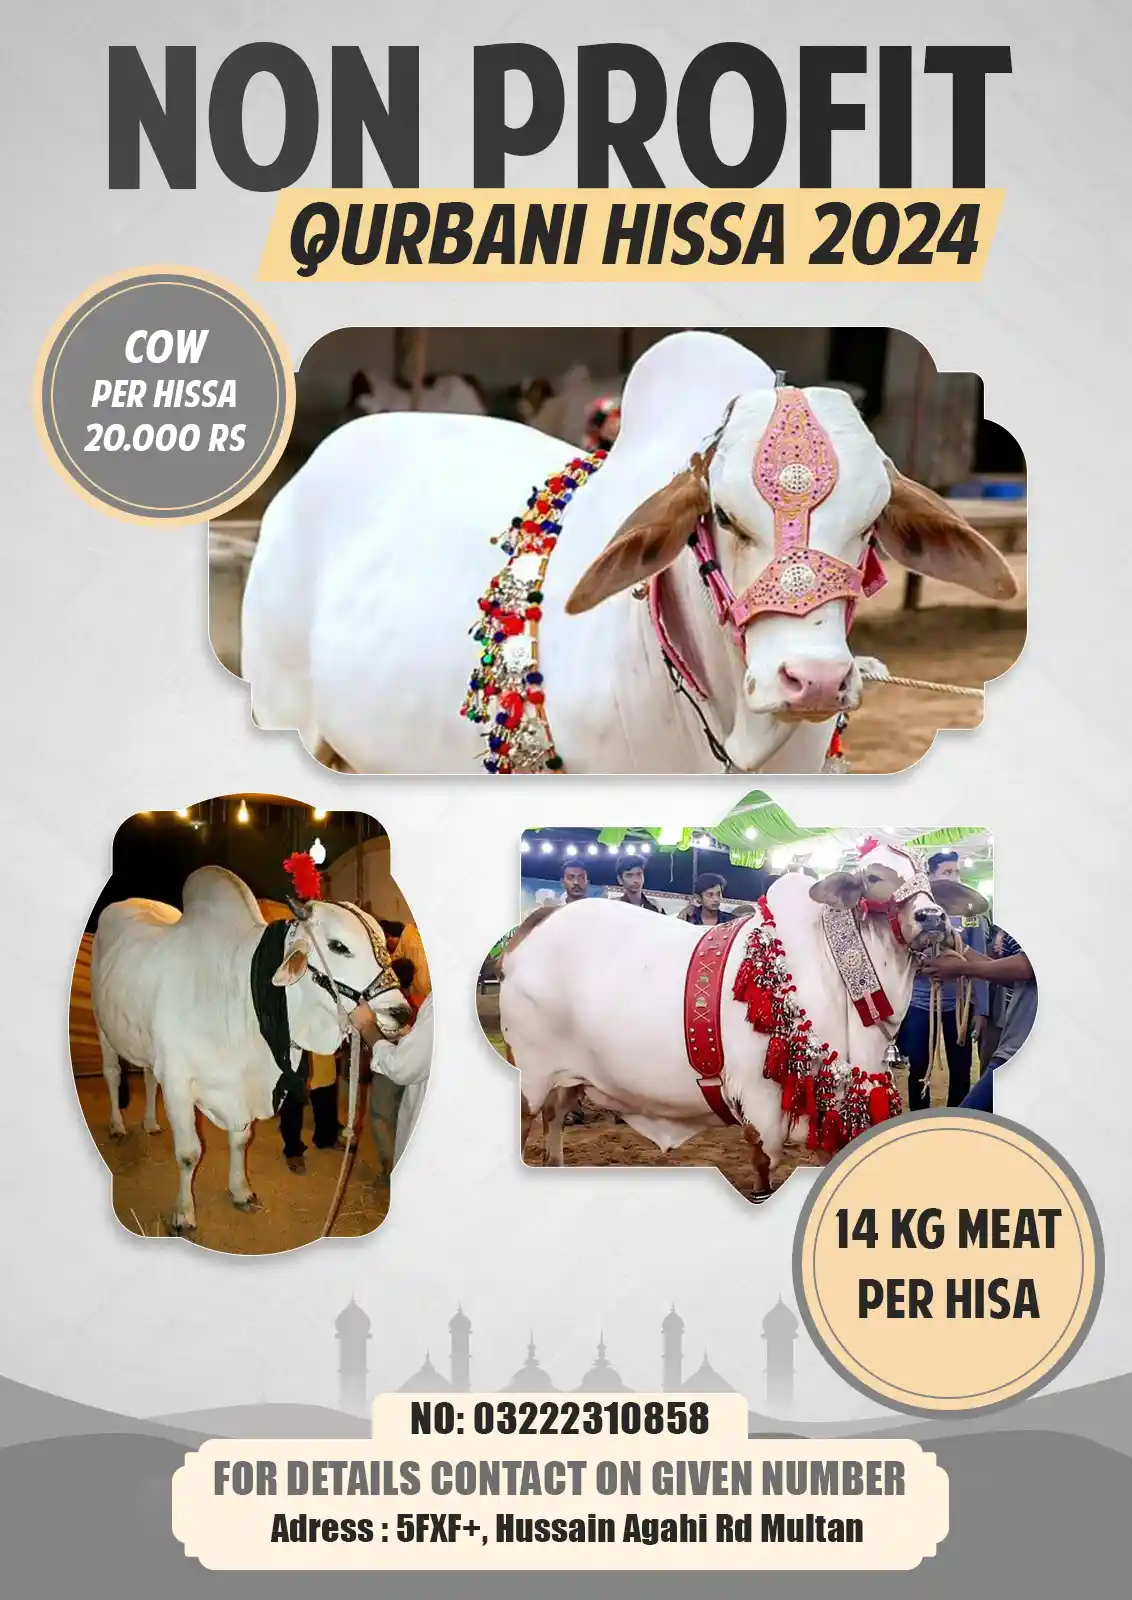 NON PROFIT
QURBANI HISSA 2024
COW
PER HISSA
20.000 RS
14 KG MEAT
PER HISA
NO: 03222310858
FOR DETAILS CONTACT ON GIVEN NUMBER
Adress : 5FXF+, Hussain Agahi Rd Multan